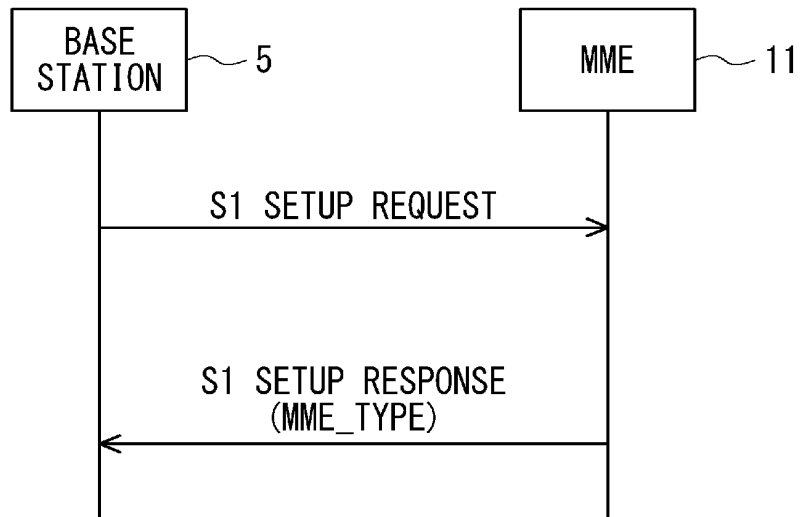 BASE
STATION
5
MME
11
S1 SETUP REQUEST
S1 SETUP RESPONSE
(MME_TYPE)